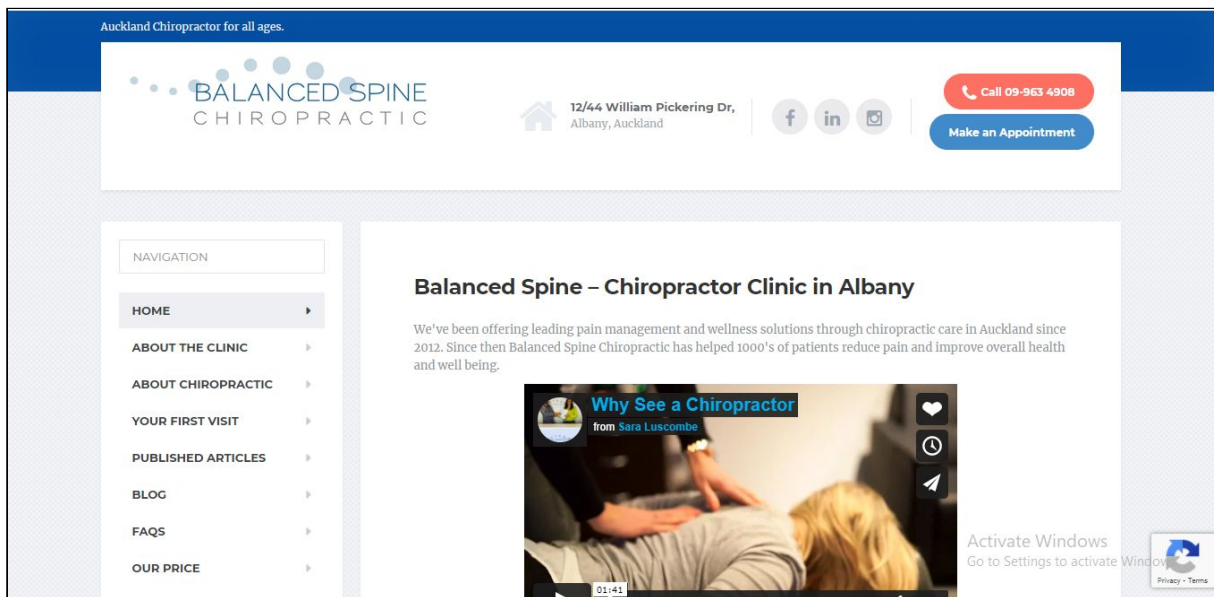 Auckland Chiropractor for all ages.
BALANCED SPINE
CHIROPRACTIC
12/44 William Pickering Dr,
Albany, Auckland
f
in
Call 09-963 4908
Make an Appointment
NAVIGATION
HOME
ABOUT THE CLINIC
ABOUT CHIROPRACTIC
YOUR FIRST VISIT
PUBLISHED ARTICLES
BLOG
FAQS
OUR PRICE
Balanced Spine – Chiropractor Clinic in Albany
We've been offering leading pain management and wellness solutions through chiropractic care in Auckland since
2012. Since then Balanced Spine Chiropractic has helped 1000's of patients reduce pain and improve overall health
and well being.
Why See a Chiropractor
from Sara Luscombe
01:41
Activate Windows
Go to Settings to activate Windows
Privacy - Terms